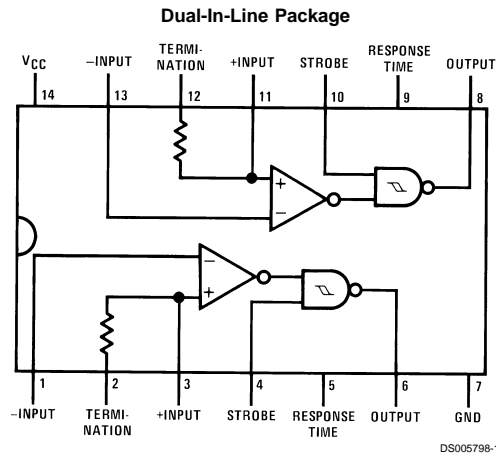 Dual-In-Line Package
VCC
–INPUT
TERMI-
NATION
+INPUT
STROBE
RESPONSE
TIME
OUTPUT
14
13
12
11
10
9
8
+
–
–
+
1
2
3
4
5
6
7
–INPUT
TERMI-
NATION
+INPUT
STROBE
RESPONSE
TIME
OUTPUT
GND